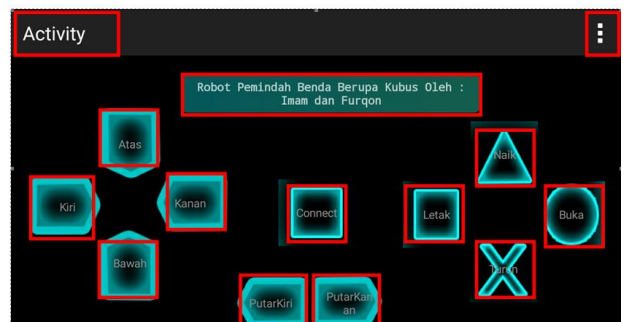 Activity
Robot Pemindah Benda Berupa Kubus Oleh :
Imam dan Furqon
Atas
Naik
Kiri
Kanan
Connect
Letak
Buka
Bawah
Turun
PutarKiri
PutarKan
an